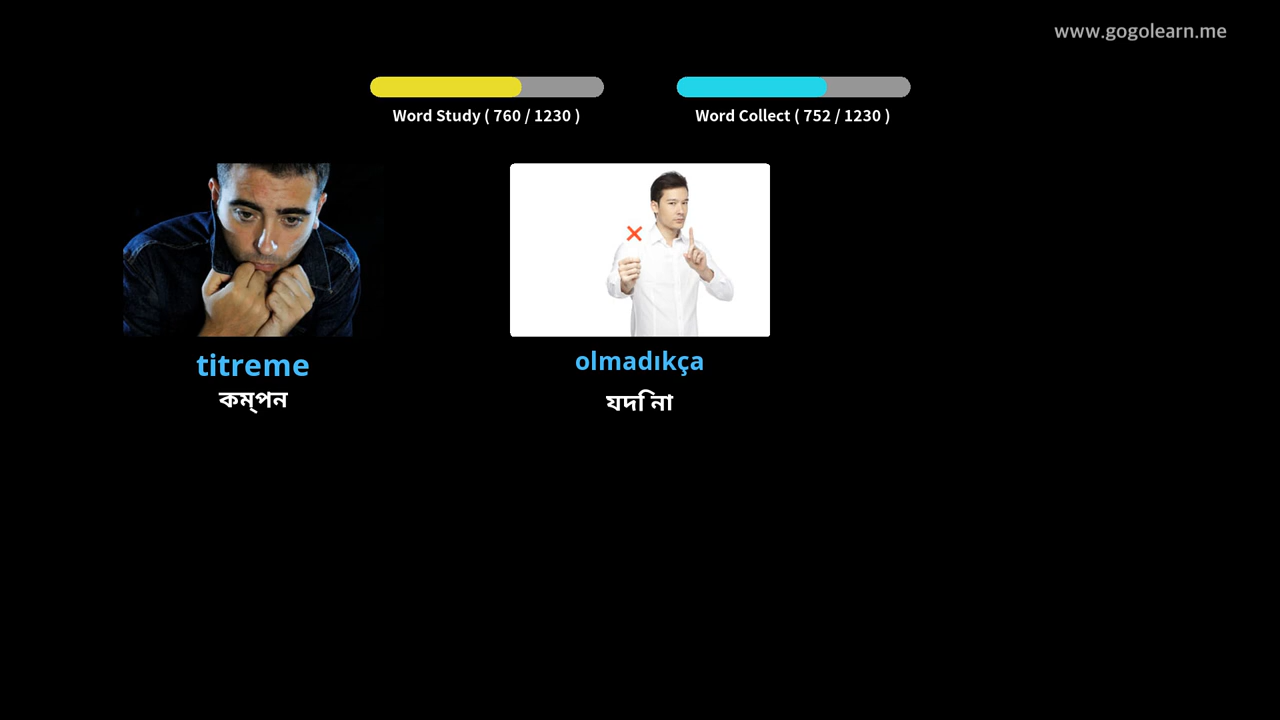 www.gogolearn.me
Word Study ( 760 / 1230 )
Word Collect ( 752 / 1230 )
titreme
কম্পন
olmadıkça
যদি না